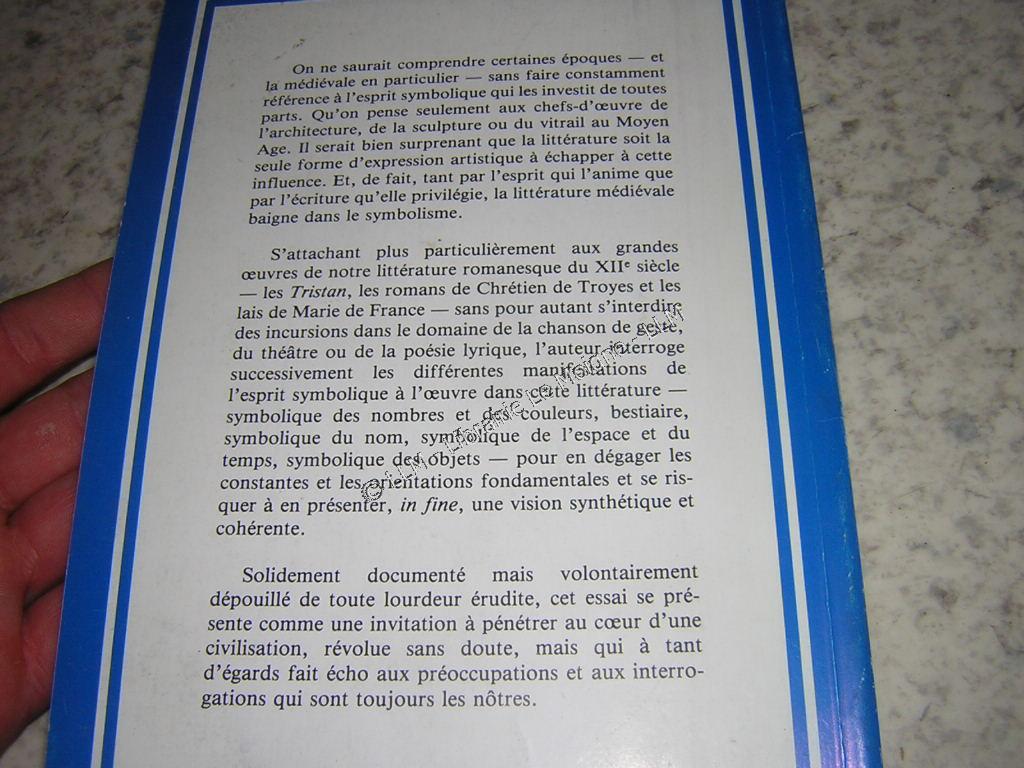 On ne saurait comprendre certaines époques — et
la médiévale en particulier — sans faire constamment
référence à l'esprit symbolique qui les investit de toutes
parts. Qu'on pense seulement aux chefs-d'œuvre de
l'architecture, de la sculpture ou du vitrail au Moyen
Age. Il serait bien surprenant que la littérature soit la
seule forme d'expression artistique à échapper à cette
influence. Et, de fait, tant par l'esprit qui l'anime que
par l'écriture qu'elle privilégie, la littérature médiévale
baigne dans le symbolisme.
S'attachant plus particulièrement aux grandes
œuvres de notre littérature romanesque du XIIe siècle
— les Tristan, les romans de Chrétien de Troyes et les
lais de Marie de France — sans pour autant s'interdire
des incursions dans le domaine de la chanson de geste,
du théâtre ou de la poésie lyrique, l'auteur interroge
successivement les différentes manifestations de
l'esprit symbolique à l'œuvre dans cette littérature —
symbolique des nombres et des couleurs, bestiaire,
symbolique du nom, symbolique de l'espace et du
temps, symbolique des objets — pour en dégager les
constantes et les orientations fondamentales et se ris-
quer à en présenter, in fine, une vision synthétique et
cohérente.
Solidement documenté mais volontairement
dépouillé de toute lourdeur érudite, cet essai se pré-
sente comme une invitation à pénétrer au cœur d'une
civilisation, révolue sans doute, mais qui à tant
d'égards fait écho aux préoccupations et aux interro-
gations qui sont toujours les nôtres.
© LLM - Librairie Le Moigne - LLM